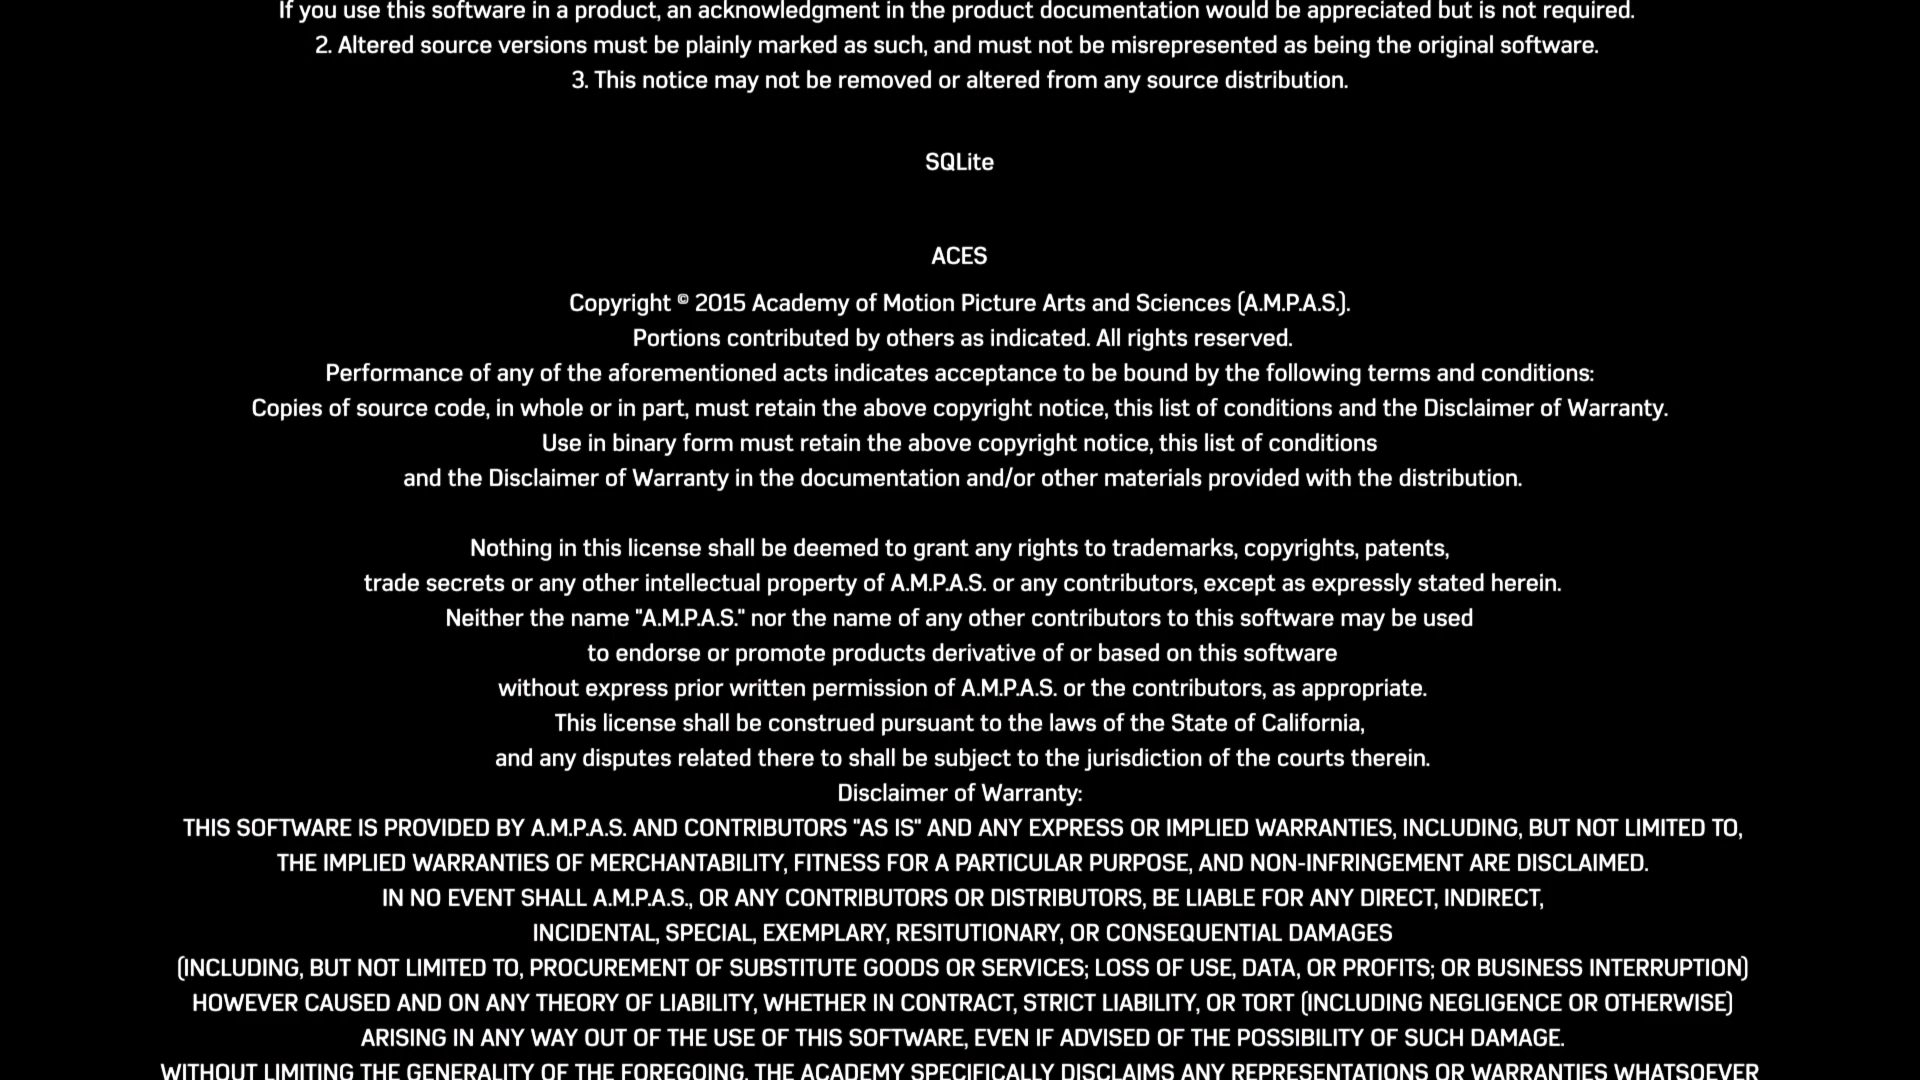 If you use this software in a product, an acknowledgment in the product documentation would be appreciated but is not required.
2. Altered source versions must be plainly marked as such, and must not be misrepresented as being the original software.
3. This notice may not be removed or altered from any source distribution.
SQLite
ACES
Copyright © 2015 Academy of Motion Picture Arts and Sciences (A.M.P.A.S.).
Portions contributed by others as indicated. All rights reserved.
Performance of any of the aforementioned acts indicates acceptance to be bound by the following terms and conditions:
Copies of source code, in whole or in part, must retain the above copyright notice, this list of conditions and the Disclaimer of Warranty.
Use in binary form must retain the above copyright notice, this list of conditions
and the Disclaimer of Warranty in the documentation and/or other materials provided with the distribution.
Nothing in this license shall be deemed to grant any rights to trademarks, copyrights, patents,
trade secrets or any other intellectual property of A.M.P.A.S. or any contributors, except as expressly stated herein.
Neither the name "A.M.P.A.S." nor the name of any other contributors to this software may be used
to endorse or promote products derivative of or based on this software
without express prior written permission of A.M.P.A.S. or the contributors, as appropriate.
This license shall be construed pursuant to the laws of the State of California,
and any disputes related there to shall be subject to the jurisdiction of the courts therein.
Disclaimer of Warranty:
THIS SOFTWARE IS PROVIDED BY A.M.P.A.S. AND CONTRIBUTORS "AS IS" AND ANY EXPRESS OR IMPLIED WARRANTIES, INCLUDING, BUT NOT LIMITED TO,
THE IMPLIED WARRANTIES OF MERCHANTABILITY, FITNESS FOR A PARTICULAR PURPOSE, AND NON-INFRINGEMENT ARE DISCLAIMED.
IN NO EVENT SHALL A.M.P.A.S., OR ANY CONTRIBUTORS OR DISTRIBUTORS, BE LIABLE FOR ANY DIRECT, INDIRECT,
INCIDENTAL, SPECIAL, EXEMPLARY, RESITUTIONARY, OR CONSEQUENTIAL DAMAGES
(INCLUDING, BUT NOT LIMITED TO, PROCUREMENT OF SUBSTITUTE GOODS OR SERVICES; LOSS OF USE, DATA, OR PROFITS; OR BUSINESS INTERRUPTION)
HOWEVER CAUSED AND ON ANY THEORY OF LIABILITY, WHETHER IN CONTRACT, STRICT LIABILITY, OR TORT (INCLUDING NEGLIGENCE OR OTHERWISE)
ARISING IN ANY WAY OUT OF THE USE OF THIS SOFTWARE, EVEN IF ADVISED OF THE POSSIBILITY OF SUCH DAMAGE.
WITHOUT LIMITING THE GENERALITY OF THE FOREGOING, THE ACADEMY SPECIFICALLY DISCLAIMS ANY REPRESENTATIONS OR WARRANTIES WHATSOEVER